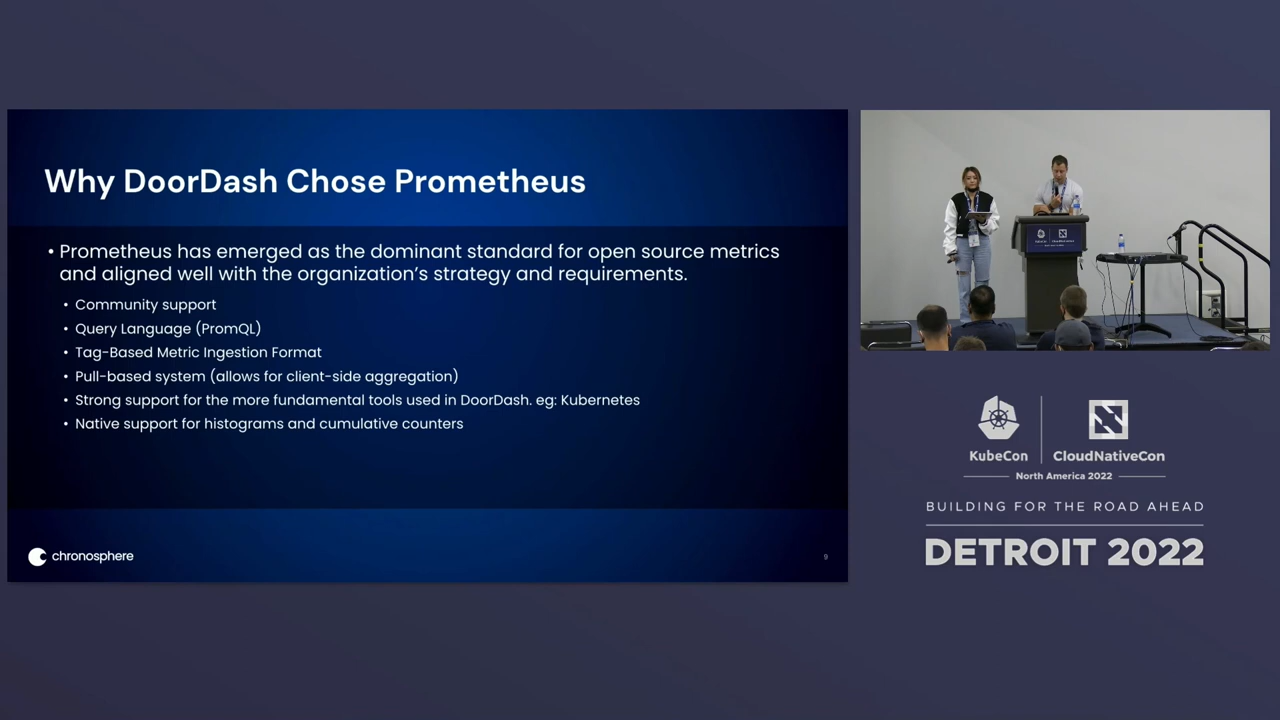 Why DoorDash Chose Prometheus
• Prometheus has emerged as the dominant standard for open source metrics
and aligned well with the organization's strategy and requirements.
• Community support
• Query Language (PromQL)
• Tag-Based Metric Ingestion Format
• Pull-based system (allows for client-side aggregation)
• Strong support for the more fundamental tools used in DoorDash. eg: Kubernetes
• Native support for histograms and cumulative counters
chronosphere
9
KubeCon
CloudNativeCon
North America 2022
BUILDING FOR THE ROAD AHEAD
DETROIT 2022